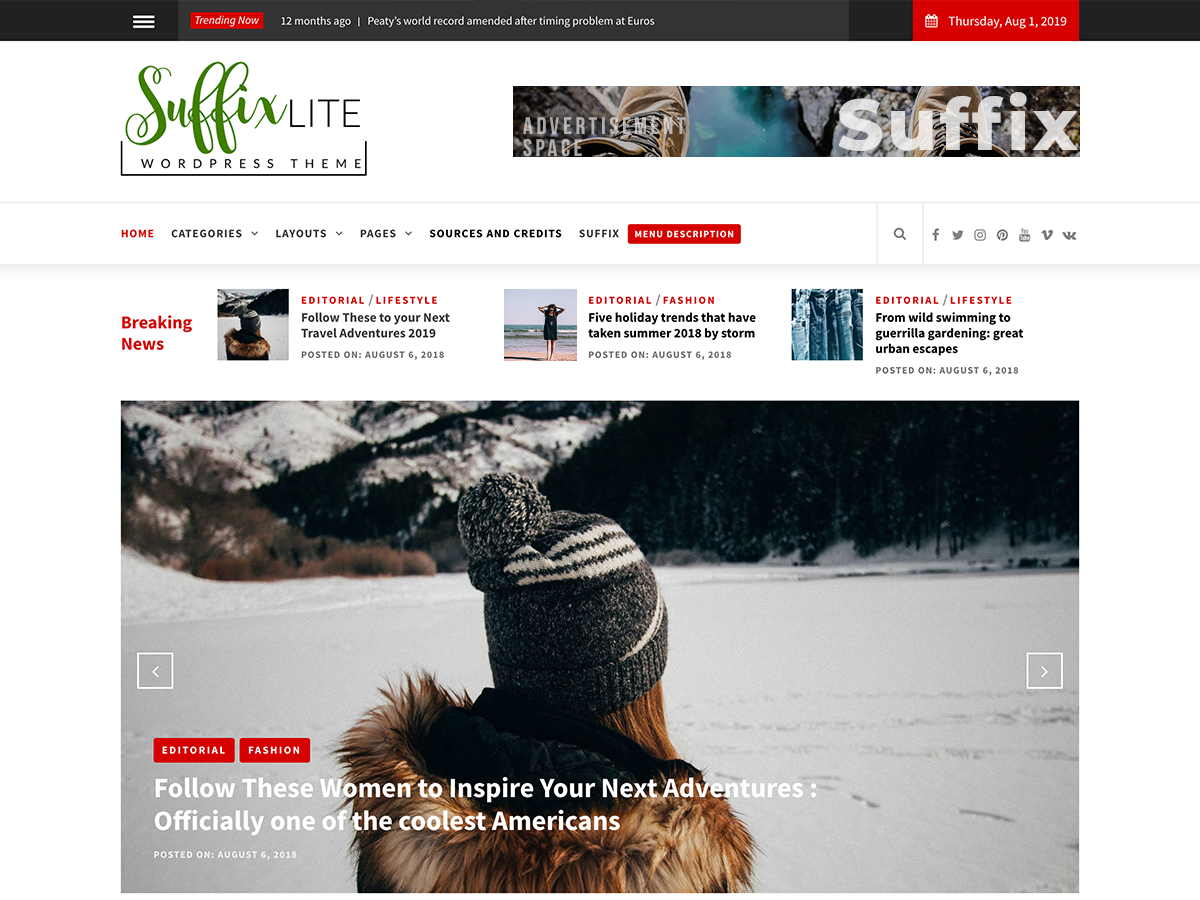 Trending Now
12 months ago | Peaty's world record amended after timing problem at Euros
Thursday, Aug 1, 2019
Suffix LITE
WORDPRESS THEME
ADVERTISEMENT
SPACE
Suffix
HOME
CATEGORIES
LAYOUTS
PAGES
SOURCES AND CREDITS
SUFFIX
MENU DESCRIPTION
Breaking
News
EDITORIAL / LIFESTYLE
Follow These to your Next
Travel Adventures 2019
POSTED ON: AUGUST 6, 2018
EDITORIAL / FASHION
Five holiday trends that have
taken summer 2018 by storm
POSTED ON: AUGUST 6, 2018
EDITORIAL / LIFESTYLE
From wild swimming to
guerrilla gardening: great
urban escapes
POSTED ON: AUGUST 6, 2018
EDITORIAL
FASHION
Follow These Women to Inspire Your Next Adventures :
Officially one of the coolest Americans
POSTED ON: AUGUST 6, 2018